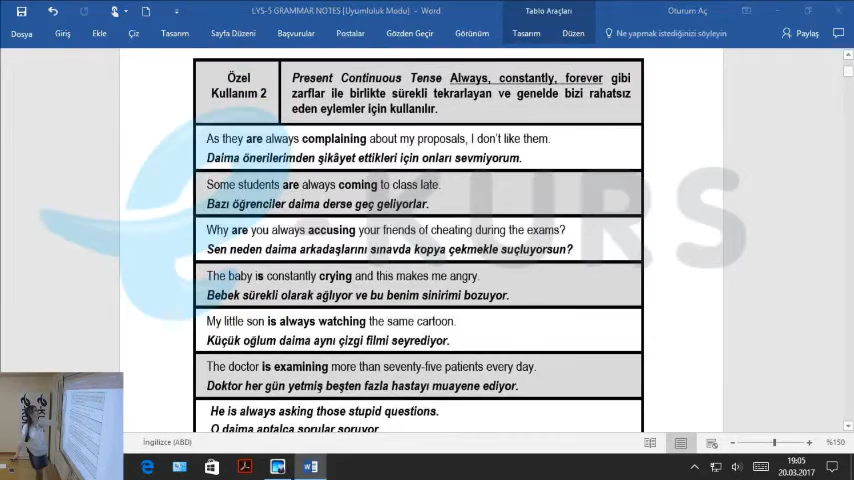 LYS-5 GRAMMAR NOTES [Uyumluluk Modu] - Word
Tablo Araçları
Oturum Aç
Dosya Giriş Ekle Çiz Tasarım Sayfa Düzeni Başvurular Postalar Gözden Geçir Görünüm Tasarım Düzen Ne yapmak istediğinizi söyleyin Paylaş
Özel
Kullanım 2
Present Continuous Tense Always, constantly, forever gibi
zarflar ile birlikte sürekli tekrarlayan ve genelde bizi rahatsız
eden eylemler için kullanılır.
As they are always complaining about my proposals, I don't like them.
Daima önerilerimden şikâyet ettikleri için onları sevmiyorum.
Some students are always coming to class late.
Bazı öğrenciler daima derse geç geliyorlar.
Why are you always accusing your friends of cheating during the exams?
Sen neden daima arkadaşlarını sınavda kopya çekmekle suçluyorsun?
The baby is constantly crying and this makes me angry.
Bebek sürekli olarak ağlıyor ve bu benim sinirimi bozuyor.
My little son is always watching the same cartoon.
Küçük oğlum daima aynı çizgi filmi seyrediyor.
The doctor is examining more than seventy-five patients every day.
Doktor her gün yetmiş beşten fazla hastayı muayene ediyor.
He is always asking those stupid questions.
O daima aptalca sorular soruyor
e-KURS
İngilizce (ABD)
%150
19:05
20.03.2017